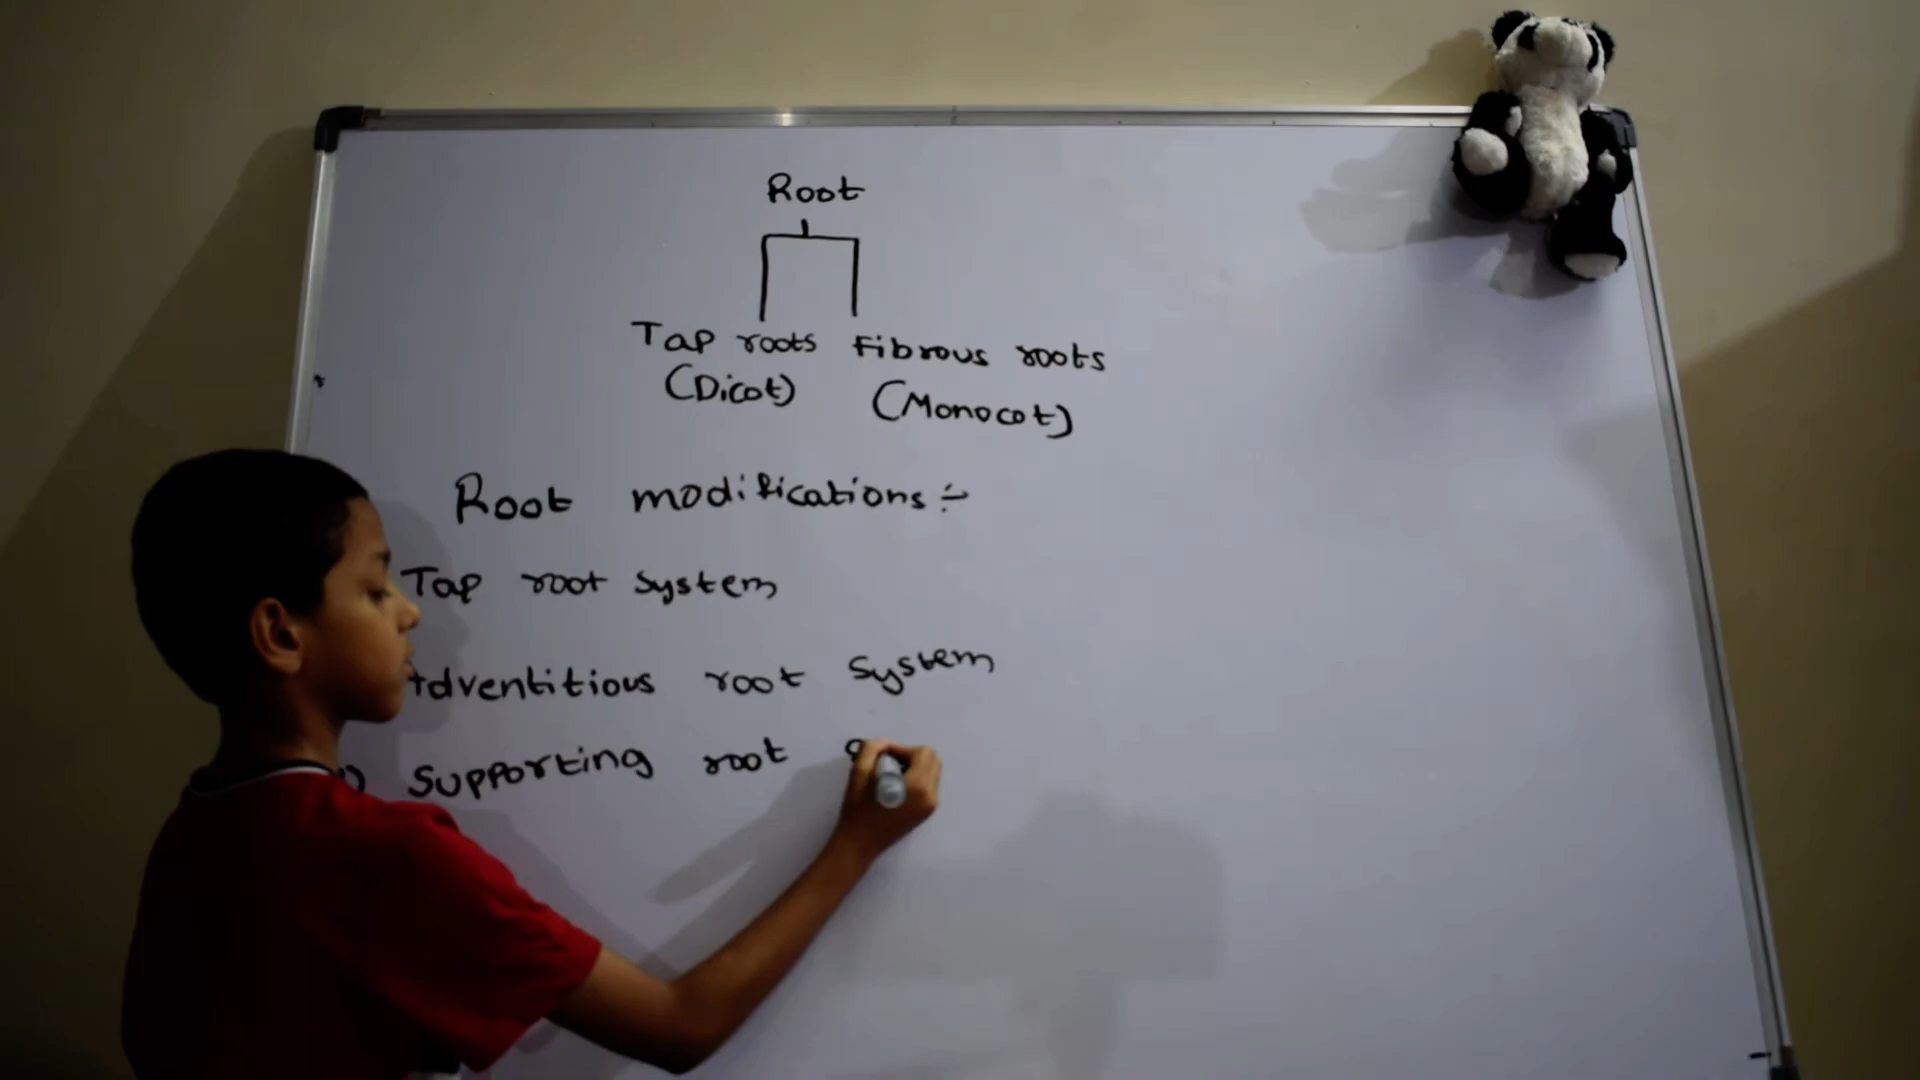 Root
Tap roots Fibrous roots
(Dicot) (Monocot)
Root modifications :-
Tap root system
Adventitious root system
) Supporting root s